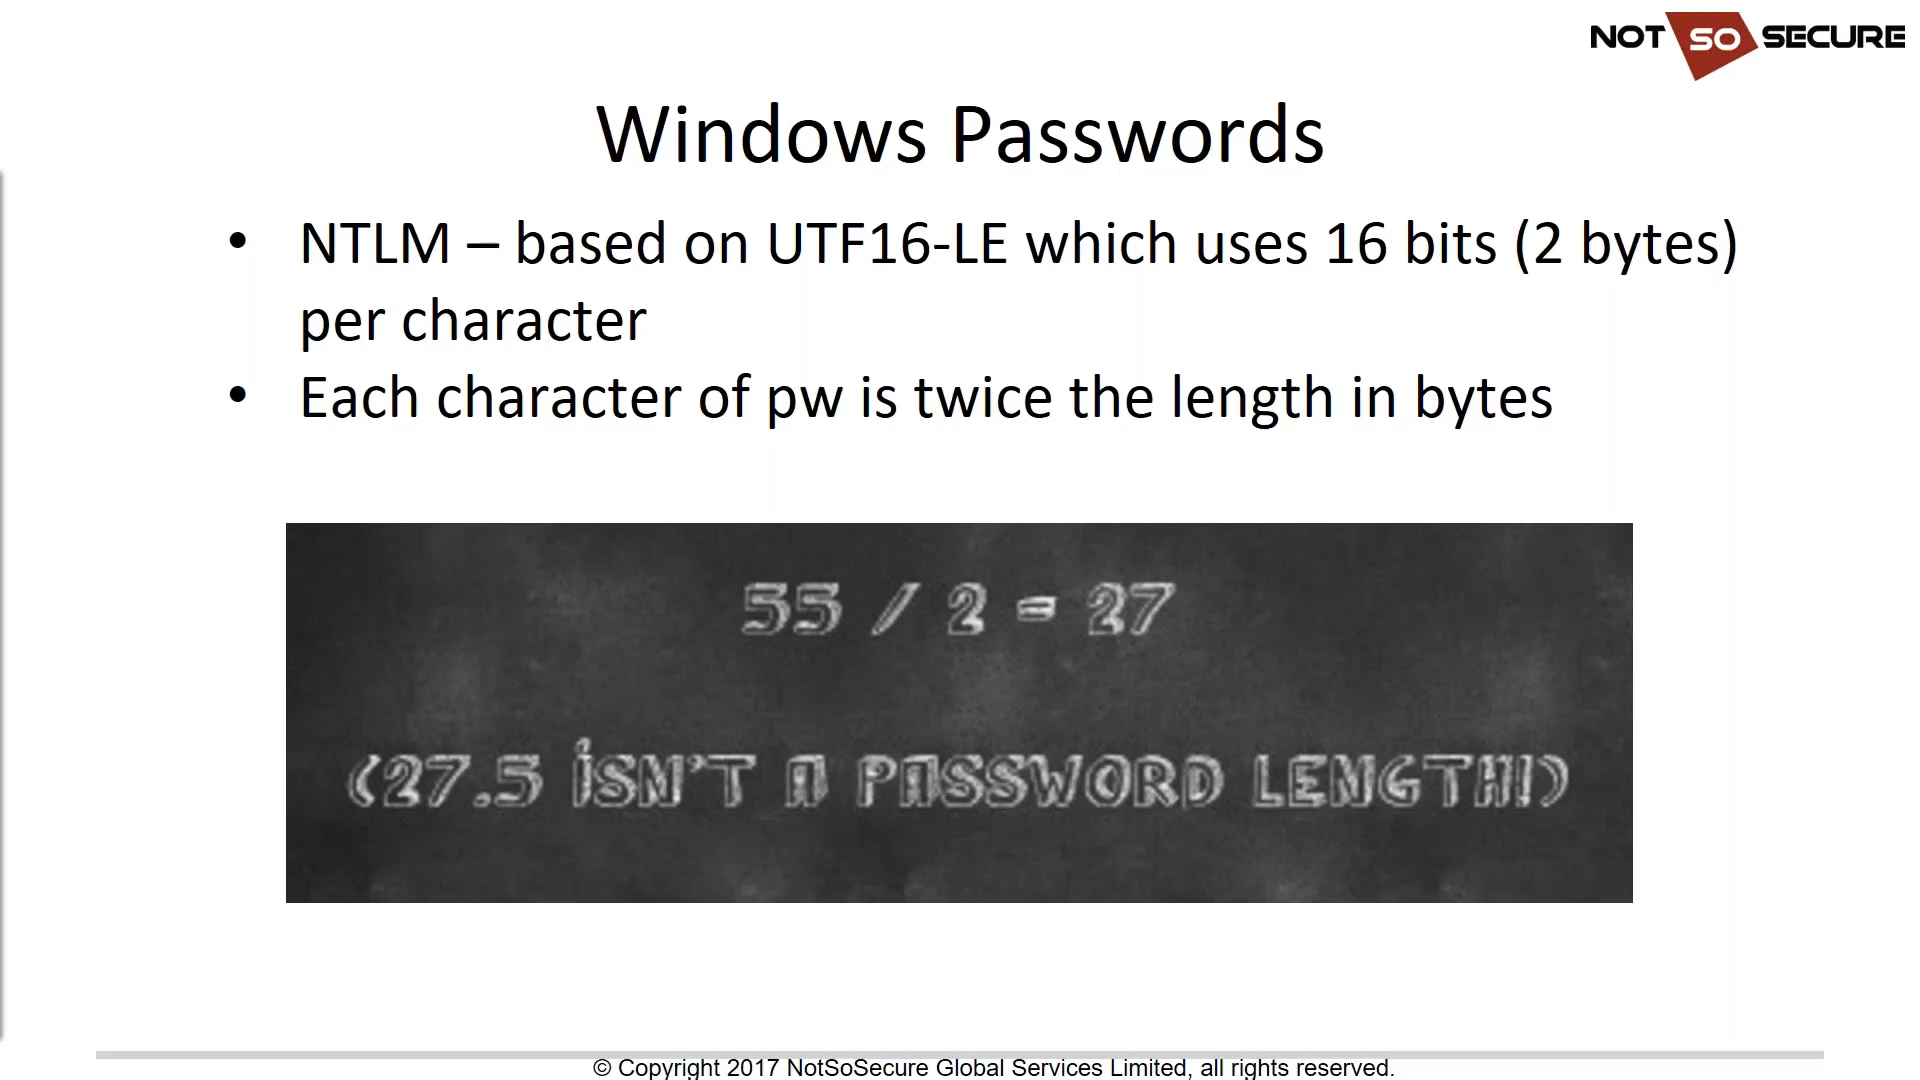 NOT SO SECURE
Windows Passwords
• NTLM – based on UTF16-LE which uses 16 bits (2 bytes)
per character
• Each character of pw is twice the length in bytes
55 / 2 = 27
(27.5 iSN'T A PASSWORD LENGTH!)
© Copyright 2017 NotSoSecure Global Services Limited, all rights reserved.